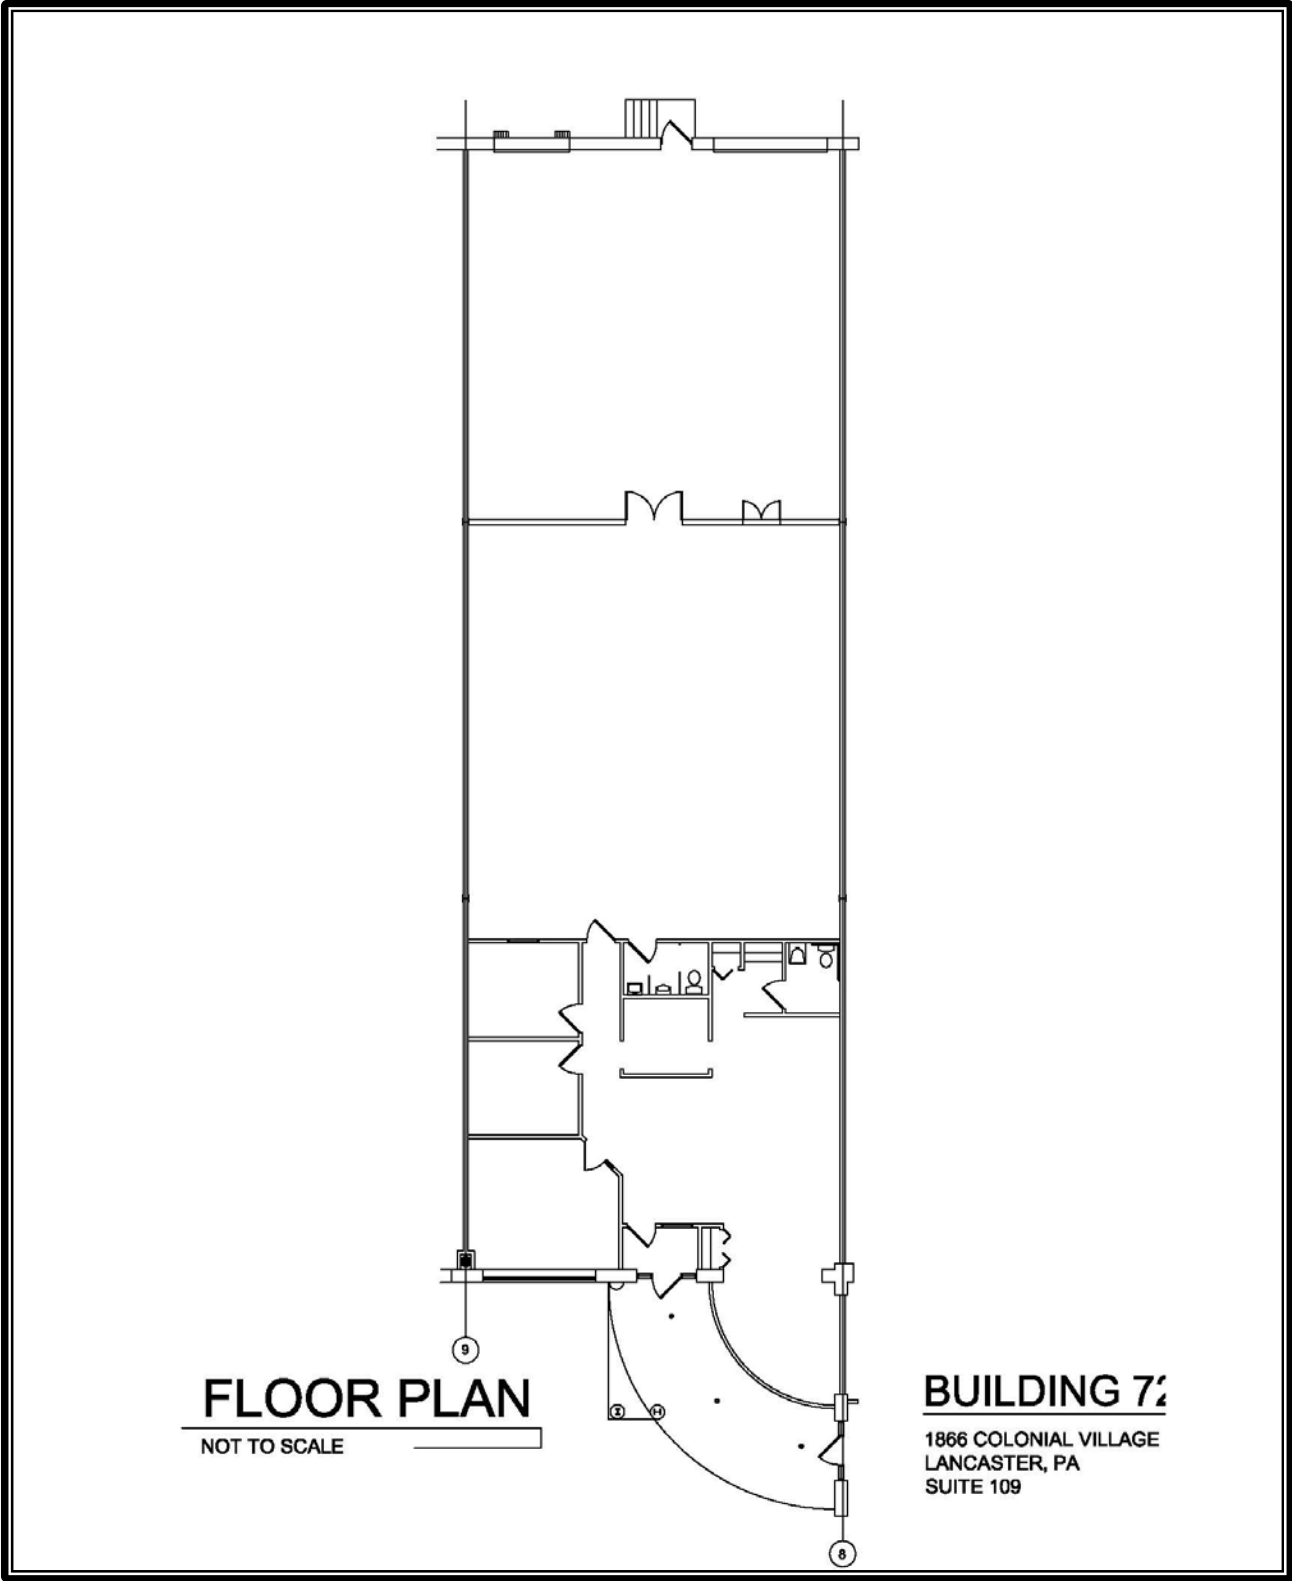 9
FLOOR PLAN
NOT TO SCALE
BUILDING 72
1866 COLONIAL VILLAGE
LANCASTER, PA
SUITE 109
8